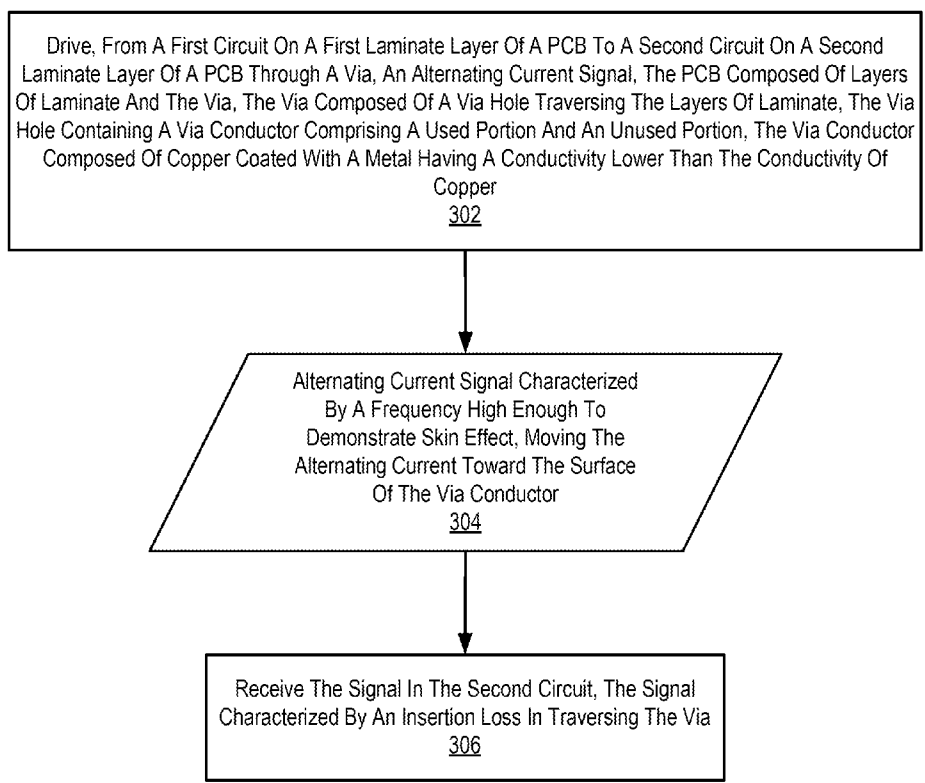 Drive, From A First Circuit On A First Laminate Layer Of A PCB To A Second Circuit On A Second
Laminate Layer Of A PCB Through A Via, An Alternating Current Signal, The PCB Composed Of Layers
Of Laminate And The Via, The Via Composed Of A Via Hole Traversing The Layers Of Laminate, The Via
Hole Containing A Via Conductor Comprising A Used Portion And An Unused Portion, The Via Conductor
Composed Of Copper Coated With A Metal Having A Conductivity Lower Than The Conductivity Of
Copper
302
Alternating Current Signal Characterized
By A Frequency High Enough To
Demonstrate Skin Effect, Moving The
Alternating Current Toward The Surface
Of The Via Conductor
304
Receive The Signal In The Second Circuit, The Signal
Characterized By An Insertion Loss In Traversing The Via
306